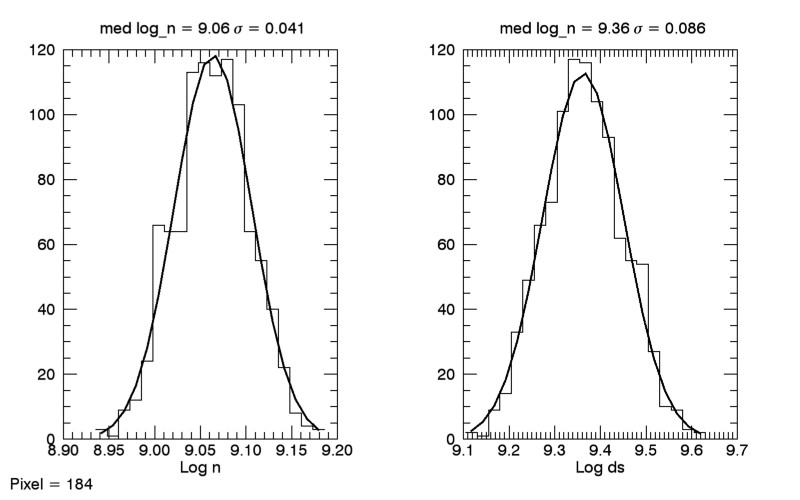 med log_n = 9.06 σ = 0.041
120
100
80
60
40
20
0
8.90 8.95 9.00 9.05 9.10 9.15 9.20
Log n
med log_n = 9.36 σ = 0.086
120
100
80
60
40
20
0
9.1 9.2 9.3 9.4 9.5 9.6 9.7
Log ds
Pixel = 184